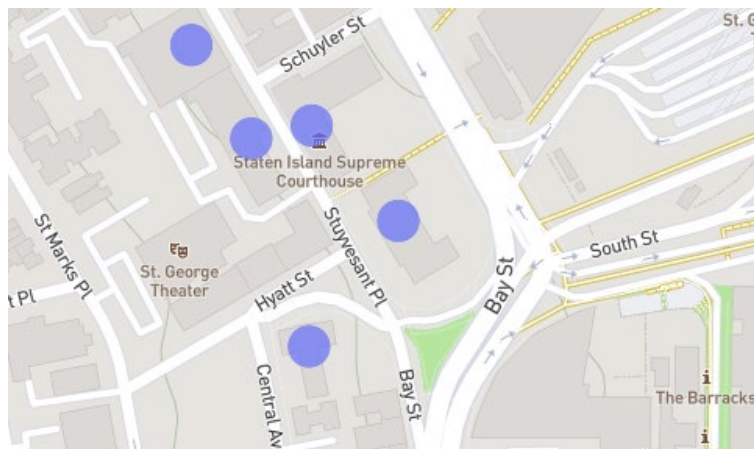 St. G
Schuyler St
Staten Island Supreme
Courthouse
St Marks Pl
Stuyvesant Pl
St. George
Theater
South St
Hyatt St
t Pl
Bay St
Central Av
Bay St
The Barracks